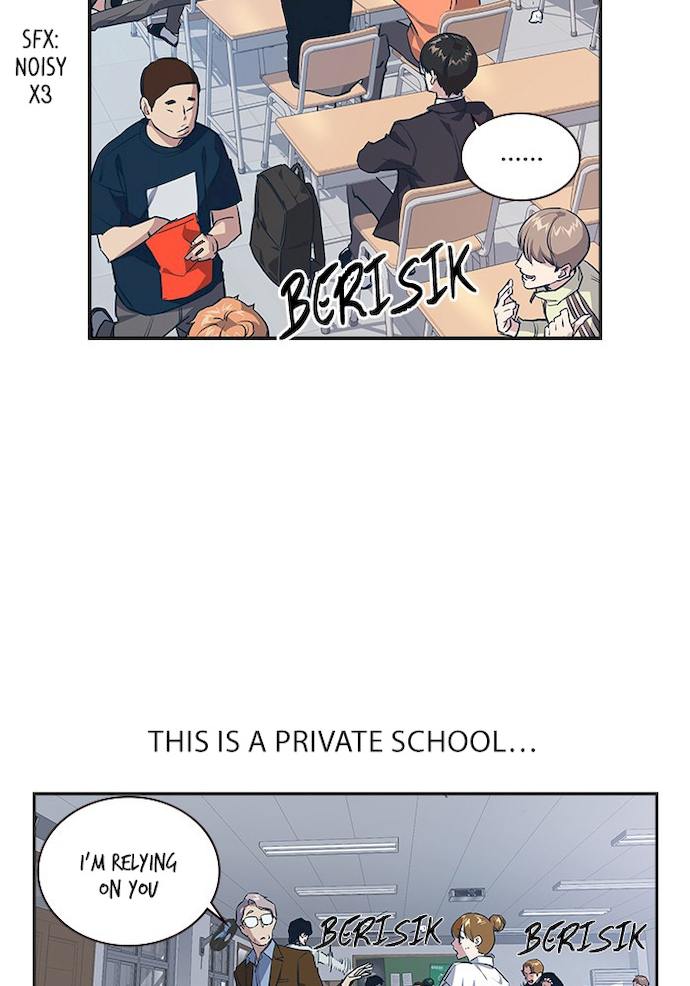 SFX:
NOISY
X3
......
BERISIK
THIS IS A PRIVATE SCHOOL...
I'M RELYING
ON YOU
BERISIK
BERISIK